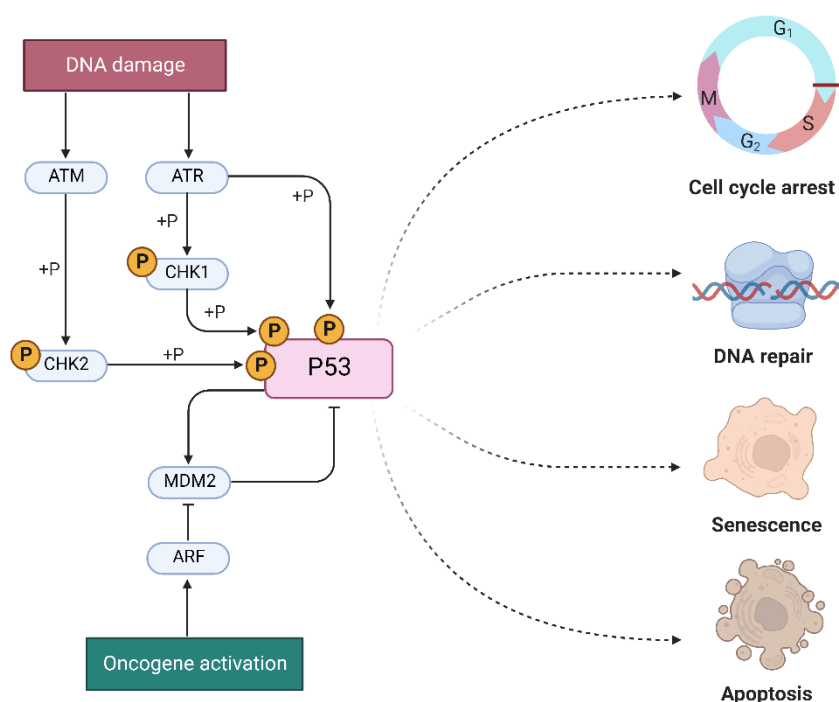 DNA damage
ATM
ATR
+P
+P
+P
P
CHK1
+P
P
CHK2
+P
P
P
P
P53
MDM2
ARF
Oncogene activation
G₁
M
S
G₂
Cell cycle arrest
DNA repair
Senescence
Apoptosis